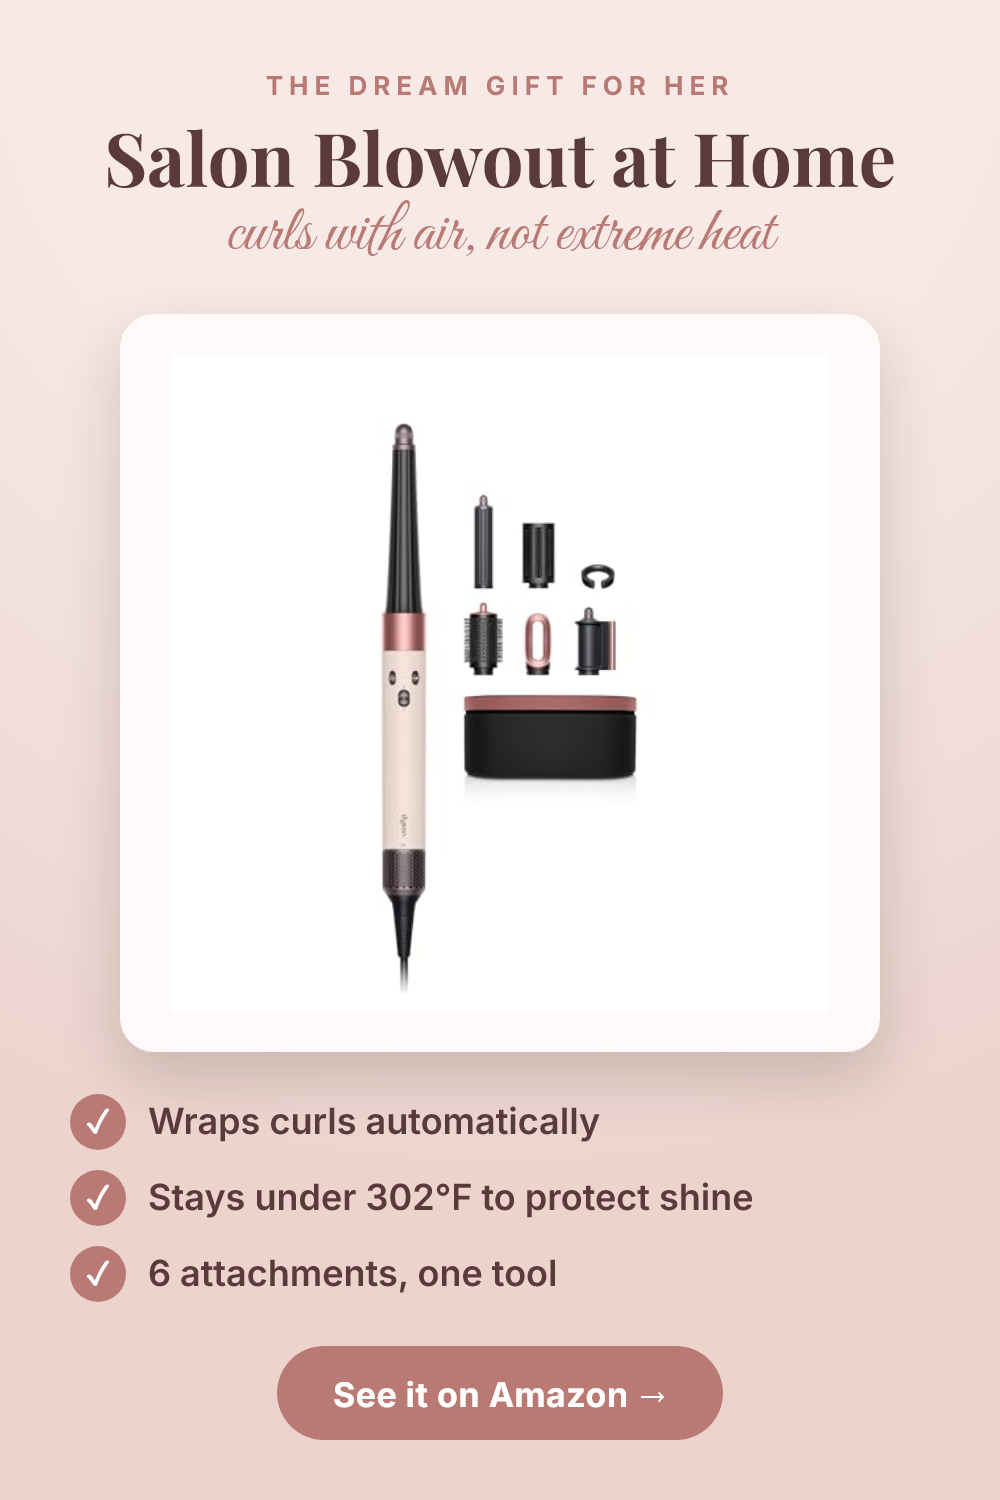 THE DREAM GIFT FOR HER
Salon Blowout at Home
curls with air, not extreme heat
dyson
Wraps curls automatically
Stays under 302°F to protect shine
6 attachments, one tool
See it on Amazon →